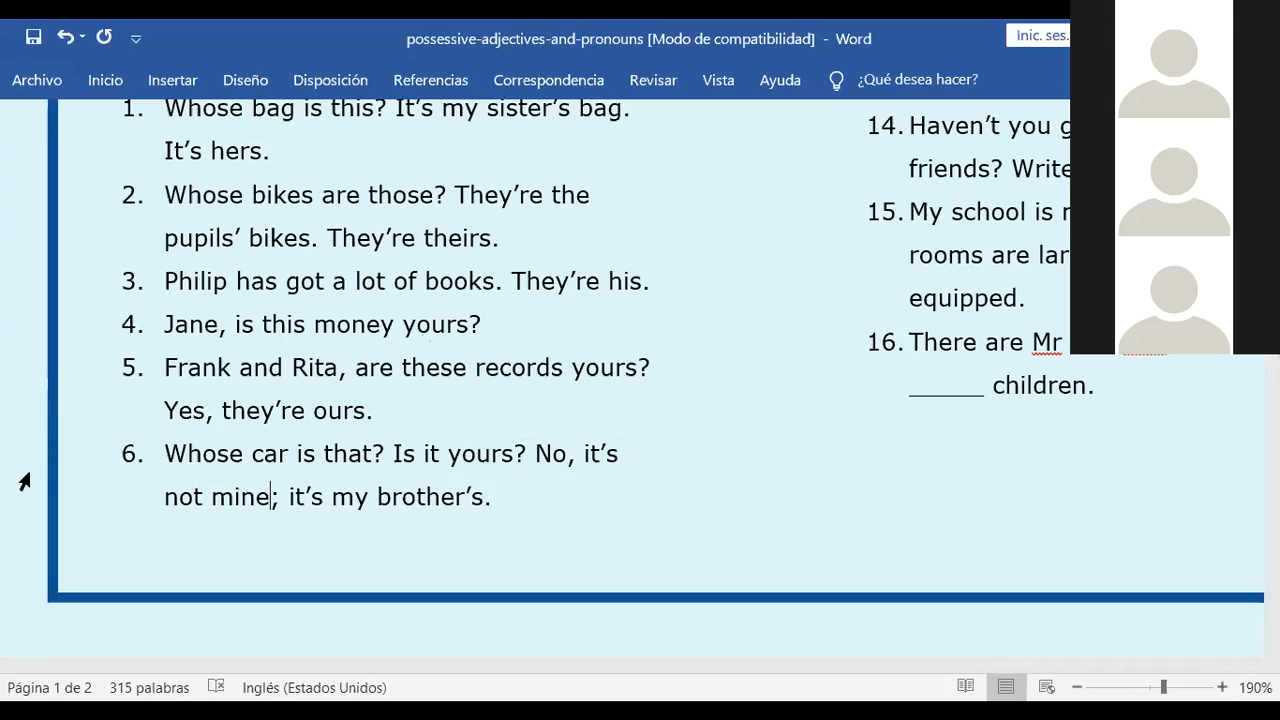 possessive-adjectives-and-pronouns [Modo de compatibilidad] - Word
Inic. ses.
Archivo Inicio Insertar Diseño Disposición Referencias Correspondencia Revisar Vista Ayuda ¿Qué desea hacer?
1. Whose bag is this? It’s my sister’s bag.
It’s hers.
2. Whose bikes are those? They’re the
pupils’ bikes. They’re theirs.
3. Philip has got a lot of books. They’re his.
4. Jane, is this money yours?
5. Frank and Rita, are these records yours?
Yes, they’re ours.
6. Whose car is that? Is it yours? No, it’s
not mine; it’s my brother’s.
14. Haven’t you
friends? Write
15. My school is
rooms are
equipped.
16. There are Mr
______ children.
Página 1 de 2 315 palabras Inglés (Estados Unidos) 190%